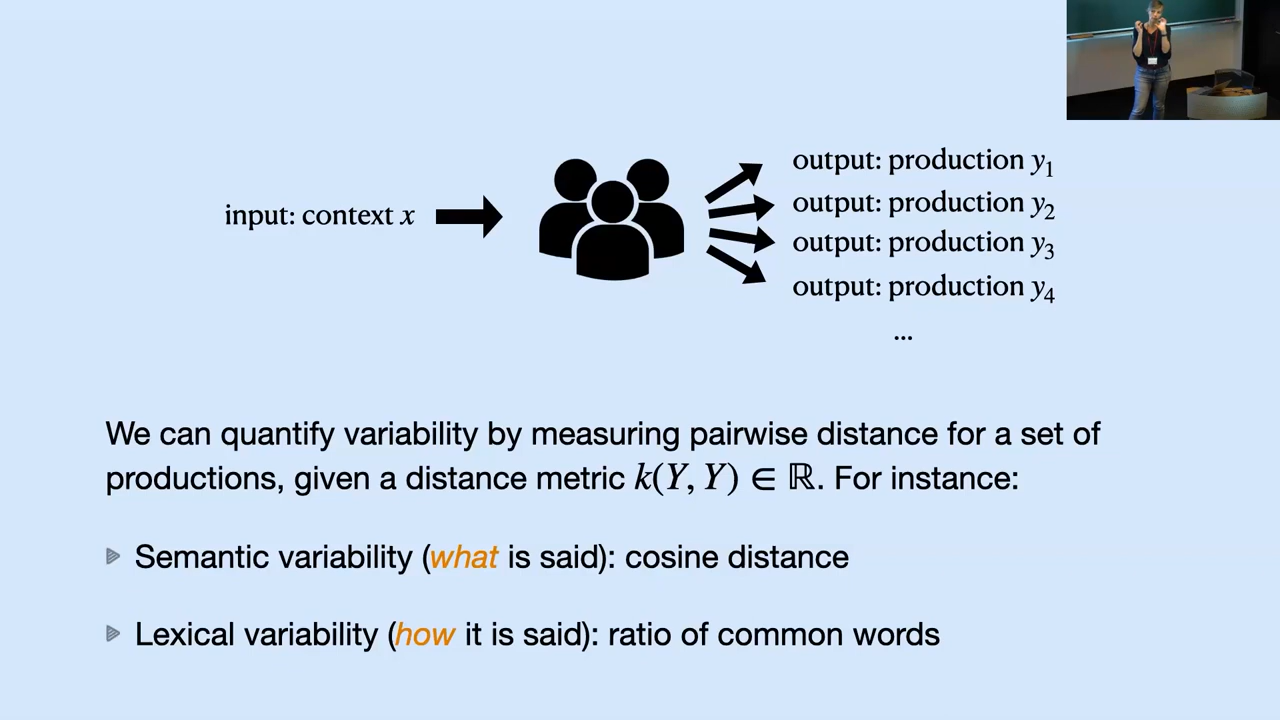 input: context x
output: production y1
output: production y2
output: production y3
output: production y4
...
We can quantify variability by measuring pairwise distance for a set of
productions, given a distance metric k(Y, Y) ∈ ℝ. For instance:
Semantic variability (what is said): cosine distance
Lexical variability (how it is said): ratio of common words